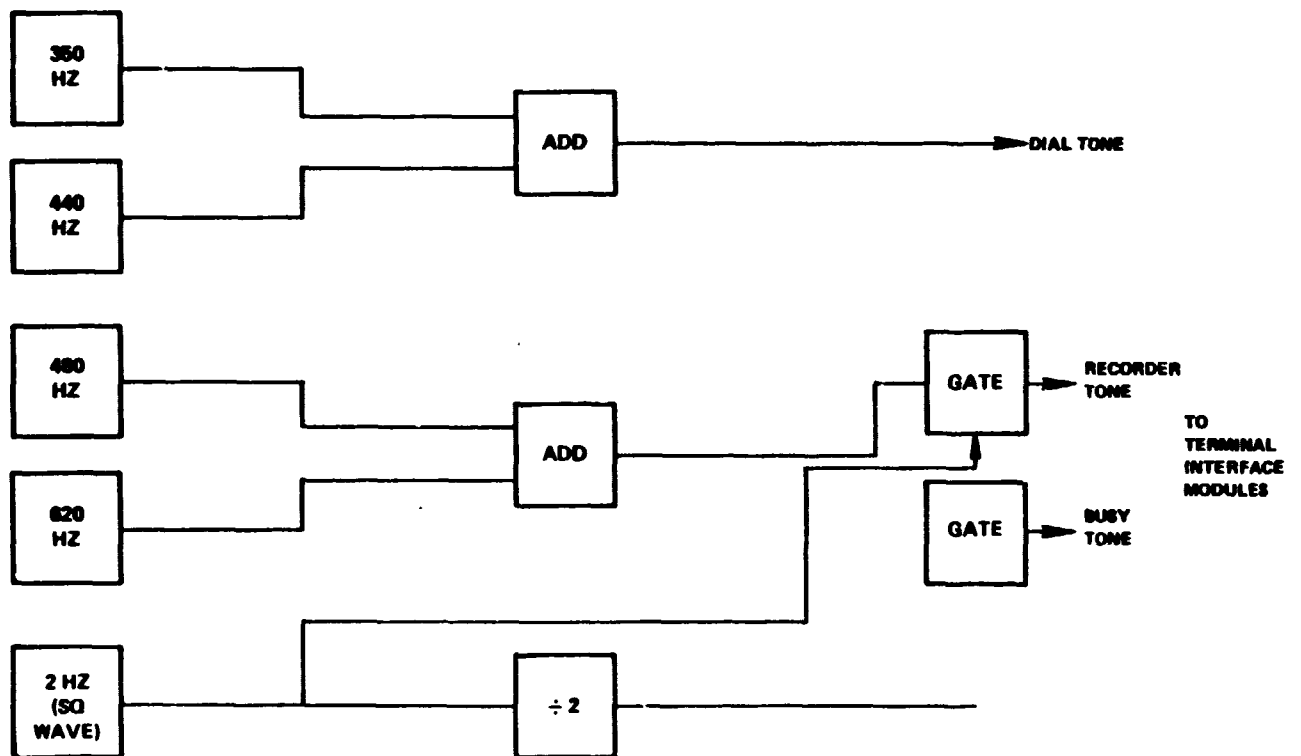 350
HZ
ADD
DIAL TONE
440
HZ
480
HZ
GATE
RECORDER
TONE
TO
TERMINAL
INTERFACE
MODULES
ADD
620
HZ
GATE
BUSY
TONE
2 HZ
(SQ
WAVE)
÷ 2